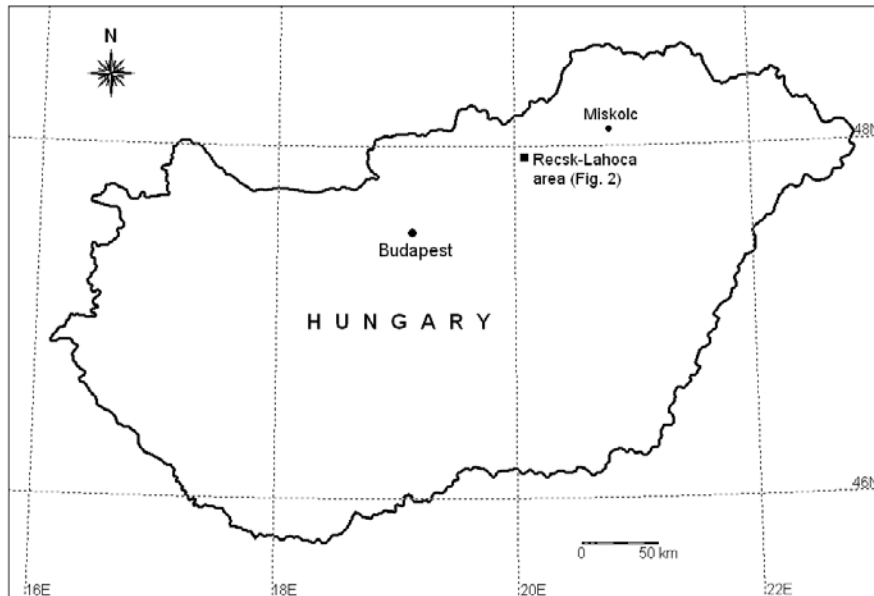 N
Miskolc
48N
Recsk-Lahoca
area (Fig. 2)
Budapest
HUNGARY
46N
0 50 km
16E 18E 20E 22E